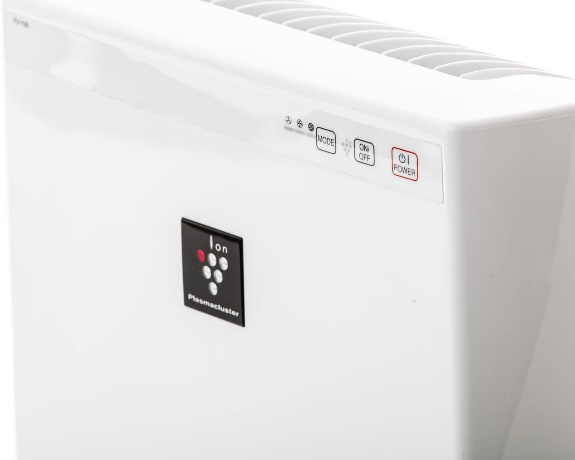 MODE
ON/
OFF
POWER
Ion
Plasmacluster